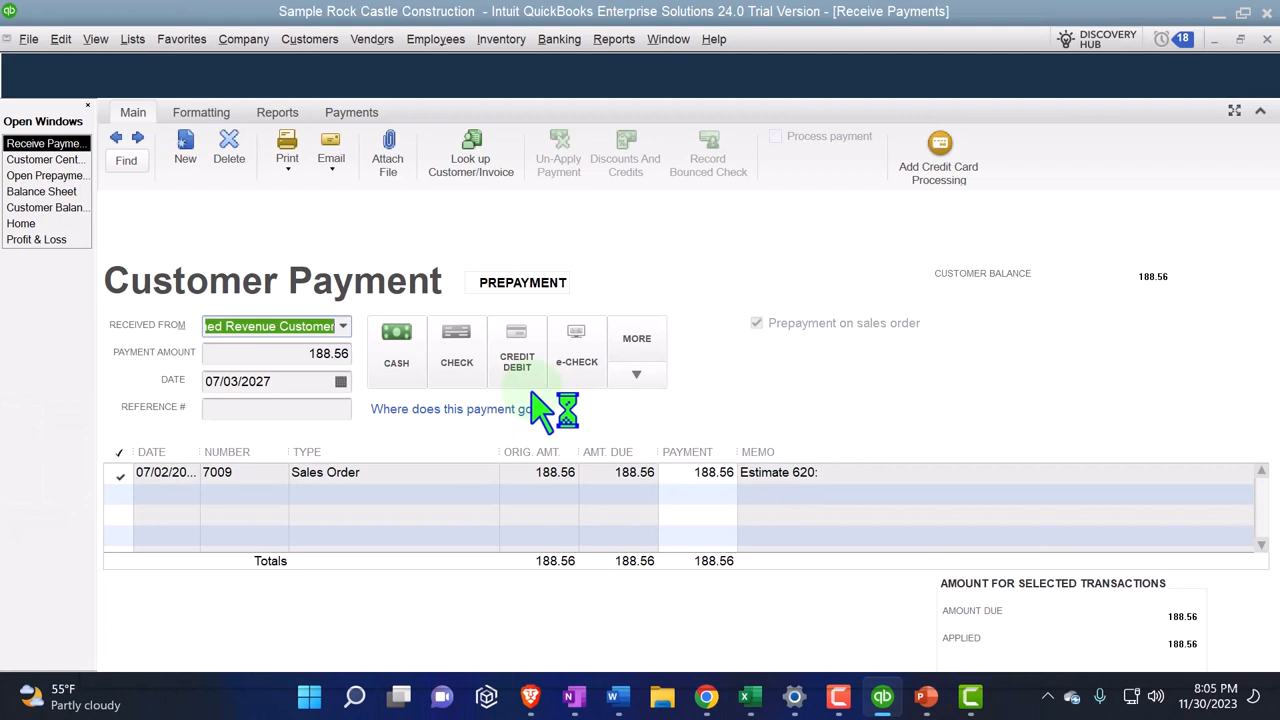 Sample Rock Castle Construction - Intuit QuickBooks Enterprise Solutions 24.0 Trial Version - [Receive Payments]
File Edit View Lists Favorites Company Customers Vendors Employees Inventory Banking Reports Window Help
DISCOVERY
HUB
18
Open Windows
Receive Payme...
Customer Cent...
Open Prepayme...
Balance Sheet
Customer Balan...
Home
Profit & Loss
Main Formatting Reports Payments
Find
New
Delete
Print
Email
Attach
File
Look up
Customer/Invoice
Un-Apply
Payment
Discounts And
Credits
Record
Bounced Check
Process payment
Add Credit Card
Processing
Customer Payment
PREPAYMENT
CUSTOMER BALANCE 188.56
RECEIVED FROM ned Revenue Customer
PAYMENT AMOUNT 188.56
DATE 07/03/2027
REFERENCE #
CASH
CHECK
CREDIT
DEBIT
e-CHECK
MORE
Prepayment on sales order
Where does this payment go
DATE NUMBER TYPE ORIG. AMT. AMT. DUE PAYMENT MEMO
07/02/20... 7009 Sales Order 188.56 188.56 188.56 Estimate 620:
Totals 188.56 188.56 188.56
AMOUNT FOR SELECTED TRANSACTIONS
AMOUNT DUE 188.56
APPLIED 188.56
55°F
Partly cloudy
8:05 PM
11/30/2023